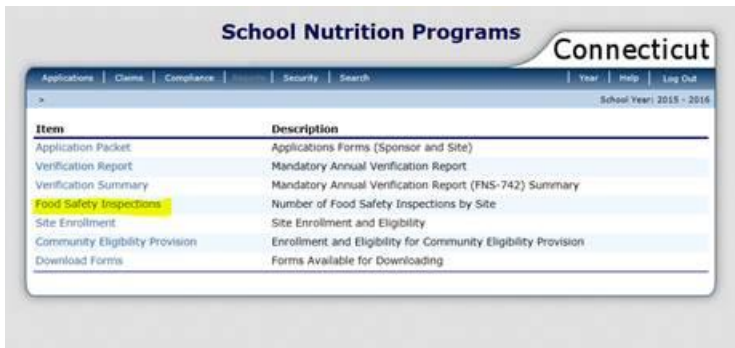 School Nutrition Programs
Connecticut
Applications | Claims | Compliance | Reports | Security | Search | Year | Help | Log Out
> School Year: 2015 - 2016
Item Description
Application Packet Applications Forms (Sponsor and Site)
Verification Report Mandatory Annual Verification Report
Verification Summary Mandatory Annual Verification Report (FNS-742) Summary
Food Safety Inspections Number of Food Safety Inspections by Site
Site Enrollment Site Enrollment and Eligibility
Community Eligibility Provision Enrollment and Eligibility for Community Eligibility Provision
Download Forms Forms Available for Downloading